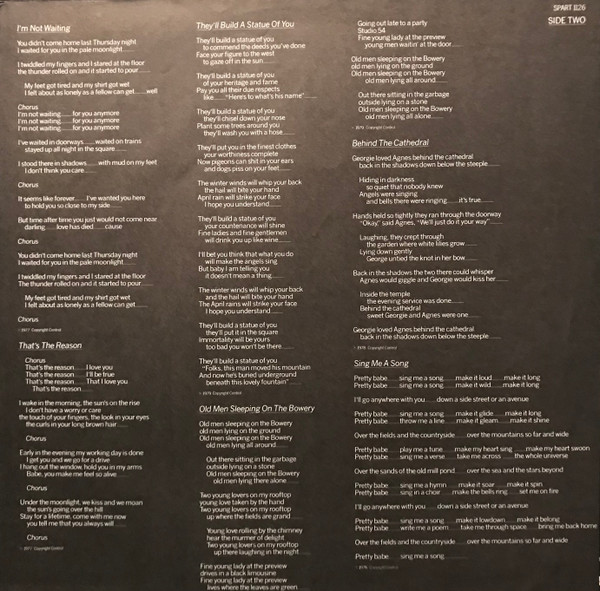 SPART 1126
SIDE TWO
I'm Not Waiting
You didn't come home last Thursday night
I waited for you in the pale moonlight.....
I twiddled my fingers and I stared at the floor
the thunder rolled on and it started to pour.....
My feet got tired and my shirt got wet
I felt about as lonely as a fellow can get.....well
Chorus
I'm not waiting.....for you anymore
I'm not waiting.....for you anymore
I'm not waiting.....for you anymore
I've waited in doorways.....waited on trains
stayed up all night in the square.....
I stood there in shadows.....with mud on my feet
I don't think you care.....
Chorus
It seems like forever.....I've wanted you here
to hold you so close to my side.....
But time after time you just would not come near
darling.....love has died.....cause
Chorus
You didn't come home last Thursday night
I waited for you in the pale moonlight.....
I twiddled my fingers and I stared at the floor
The thunder rolled on and it started to pour.....
My feet got tired and my shirt got wet
I felt about as lonely as a fellow can get.....
Chorus
© 1977 Copyright Control
That's The Reason
Chorus
That's the reason.....I love you
That's the reason.....I'll be true
That's the reason.....That I love you
That's the reason.....
I wake in the morning, the sun's on the rise
I don't have a worry or care
the touch of your fingers, the look in your eyes
the curls in your long brown hair.....
Chorus
Early in the evening my working day is done
I get you and we go for a drive
I hang out the window, hold you in my arms
Babe, you make me feel so alive.....
Chorus
Under the moonlight, we kiss and we moan
the sun's going over the hill
Stay for a lifetime, come with me now
you tell me that you always will.....
Chorus
© 1977 Copyright Control
They'll Build A Statue Of You
They'll build a statue of you
to commend the deeds you've done
Face your figure to the west
to gaze off in the sun.....
They'll build a statue of you
of your heritage and fame
Pay you all their due respects
like....."Here's to what's his name".....
They'll build a statue of you
they'll chisel down your nose
Plant some trees around you
they'll wash you with a hose.....
They'll put you in the finest clothes
your worthiness complete
Now pigeons can shit in your ears
and dogs piss on your feet.....
The winter winds will whip your back
the hail will bite your hand
April rains will strike your face
I hope you understand.....
They'll build a statue of you
your countenance will shine
Fine ladies and fine gentlemen
will drink you up like wine.....
I'll bet you think that what you do
will make the angels sing
But baby I am telling you
it doesn't mean a thing.....
The winter winds will whip your back
and the hail will bite your hand
The April rains will strike your face
I hope you understand.....
They'll build a statue of you
they'll put it in the square
Immortality will be yours
too bad you won't be there.....
They'll build a statue of you
"Folks, this man moved his mountain
And now he's buried underground
beneath this lovely fountain".....
© 1979 Copyright Control
Old Men Sleeping On The Bowery
Old men sleeping on the Bowery
old men lying on the ground
Old men sleeping on the Bowery
old men lying all around.....
Out there sitting in the garbage
outside lying on a stone
Old men sleeping on the Bowery
old men lying there alone.....
Two young lovers on my rooftop
young love taken by the hand
Two young lovers on my rooftop
up where the fields are grand.....
Young love rolling by the chimney
hear the murmer of delight
Two young lovers on my rooftop
up there laughing in the night.....
Fine young lady at the preview
drives in a black limousine
Fine young lady at the preview
lives where the leaves are green
Going out late to a party
Studio 54
Fine young lady at the preview
young men waitin' at the door.....
Old men sleeping on the Bowery
old men lying on the ground
Old men sleeping on the Bowery
old men lying all around.....
Out there sitting in the garbage
outside lying on a stone
Old men sleeping on the Bowery
old men lying all alone.....
© 1979 Copyright Control
Behind The Cathedral
Georgie loved Agnes behind the cathedral
back in the shadows down below the steeple.....
Hiding in darkness
so quiet that nobody knew
Angels were singing
and bells there were ringing.....it's true.....
Hands held so tightly they ran through the doorway
"Okay," said Agnes, "We'll just do it your way".....
Laughing, they crept through
the garden where white lilies grow.....
Lying down gently
George untied the knot in her bow.....
Back in the shadows the two there could whisper
Agnes would giggle and George would kiss her.....
Inside the temple
the evening service was done.....
Behind the cathedral
sweet George and Agnes were one.....
Georgie loved Agnes behind the cathedral
back in the shadows down below the steeple.....
© 1979 Copyright Control
Sing Me A Song
Pretty babe.....sing me a song.....make it loud.....make it long
Pretty babe.....sing me a song.....make it wild.....make it long
I'll go anywhere with you.....down a side street or an avenue
Pretty babe.....sing me a song.....make it glide.....make it long
Pretty babe.....throw me a line.....make it gleam.....make it shine
Over the fields and the countryside.....over the mountains so far and wide
Pretty babe.....play me a tune.....make my heart sing.....make my heart swoon
Pretty babe.....sing me a verse.....take me across.....the whole universe
Over the sands of the old mill pond.....over the sea and the stars beyond
Pretty babe.....sing me a hymn.....make it soar.....make it spin
Pretty babe.....sing in a choir.....make the bells ring.....set me on fire
I'll go anywhere with you.....down a side street or an avenue
Pretty babe.....sing me a song.....make it lowdown.....make it belong
Pretty babe.....write me a poem.....take me through space.....bring me back home
Over the fields and the countryside.....over the mountains so far and wide
Pretty babe.....sing me a song.....
© 1976 Copyright Control